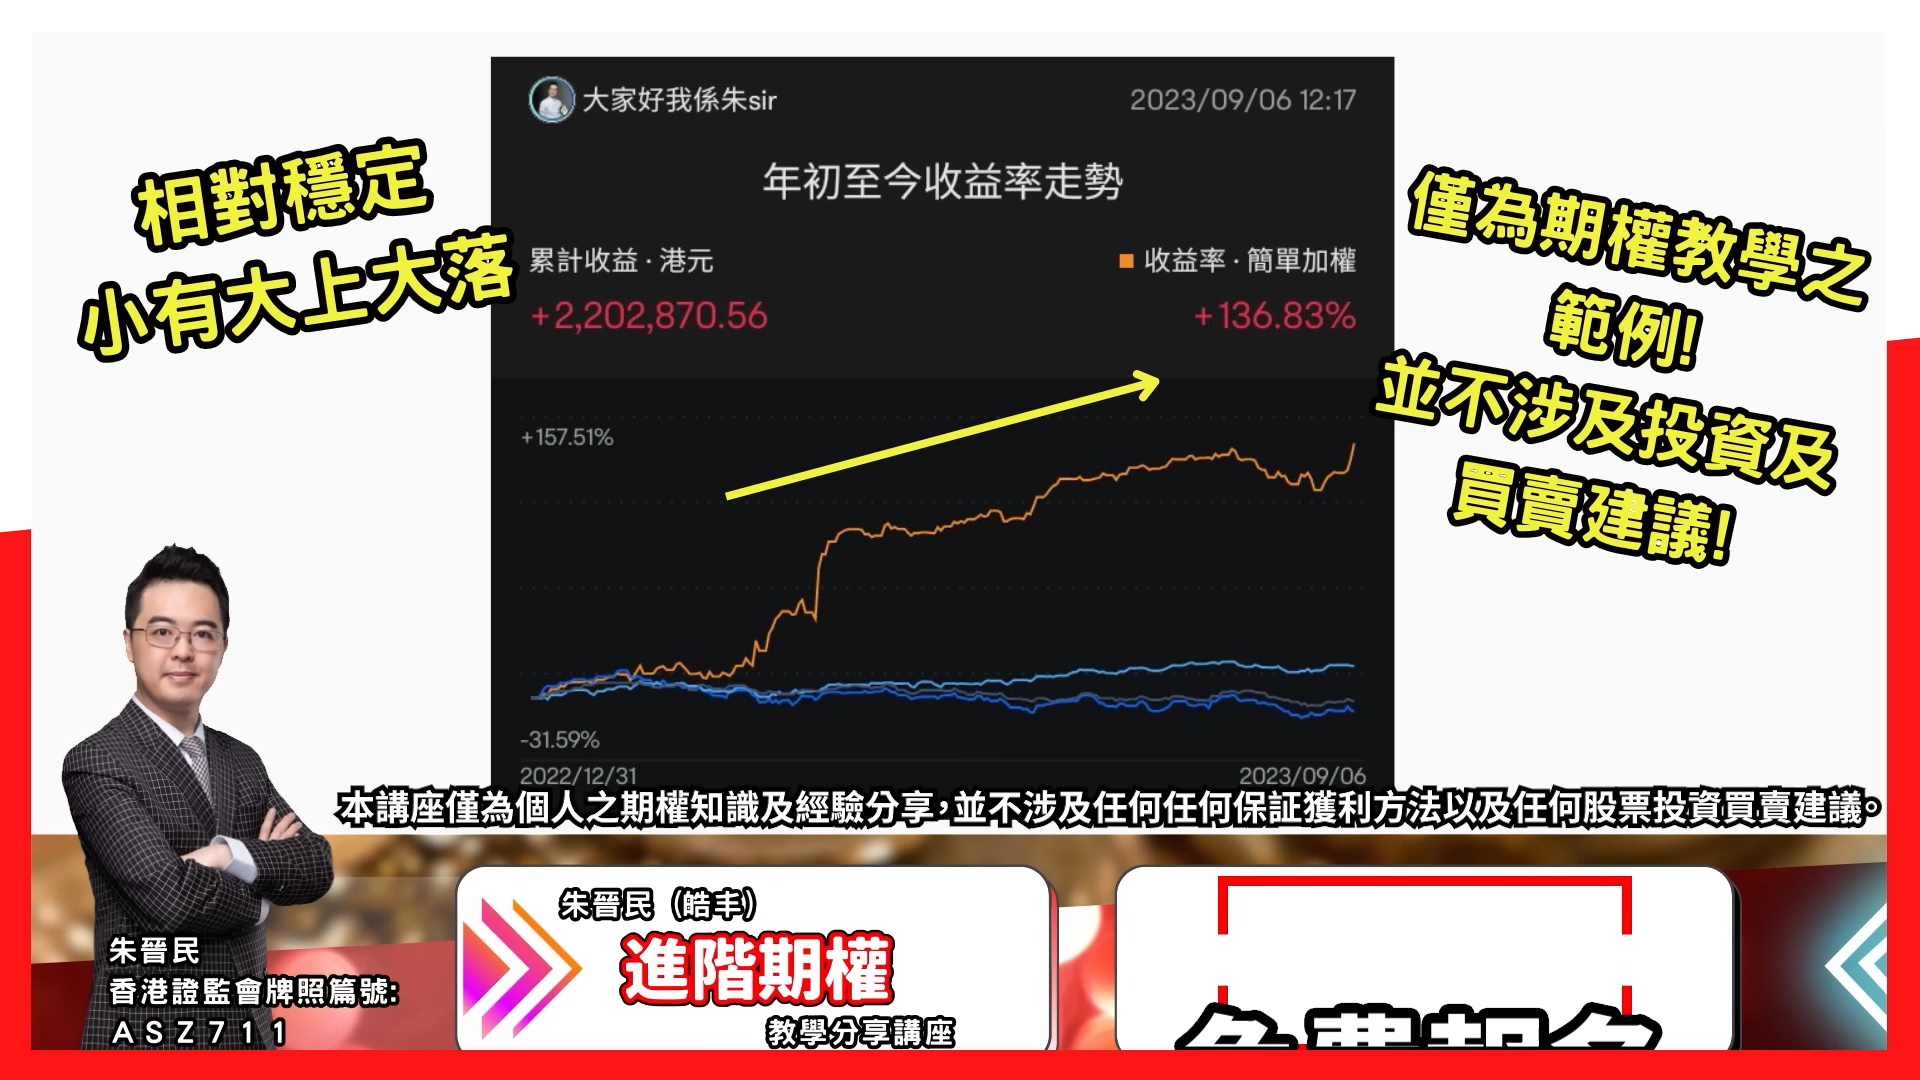 大家好我係朱sir
2023/09/06 12:17
年初至今收益率走勢
累計收益 · 港元
收益率 · 簡單加權
+2,202,870.56
+136.83%
+157.51%
-31.59%
2022/12/31
2023/09/06
相對穩定
小有大上大落
僅為期權教學之
範例!
並不涉及投資及
買賣建議!
本講座僅為個人之期權知識及經驗分享,並不涉及任何任何保証獲利方法以及任何股票投資買賣建議。
朱晉民
香港證監會牌照篇號:
ASZ711
朱晉民（皓丰）
進階期權
教學分享講座
免費報名